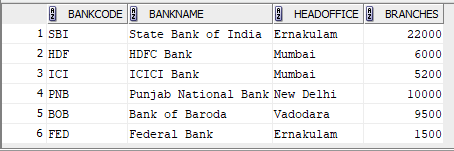 BANKCODE BANKNAME HEADOFFICE BRANCHES
1 SBI State Bank of India Ernakulam 22000
2 HDF HDFC Bank Mumbai 6000
3 ICI ICICI Bank Mumbai 5200
4 PNB Punjab National Bank New Delhi 10000
5 BOB Bank of Baroda Vadodara 9500
6 FED Federal Bank Ernakulam 1500